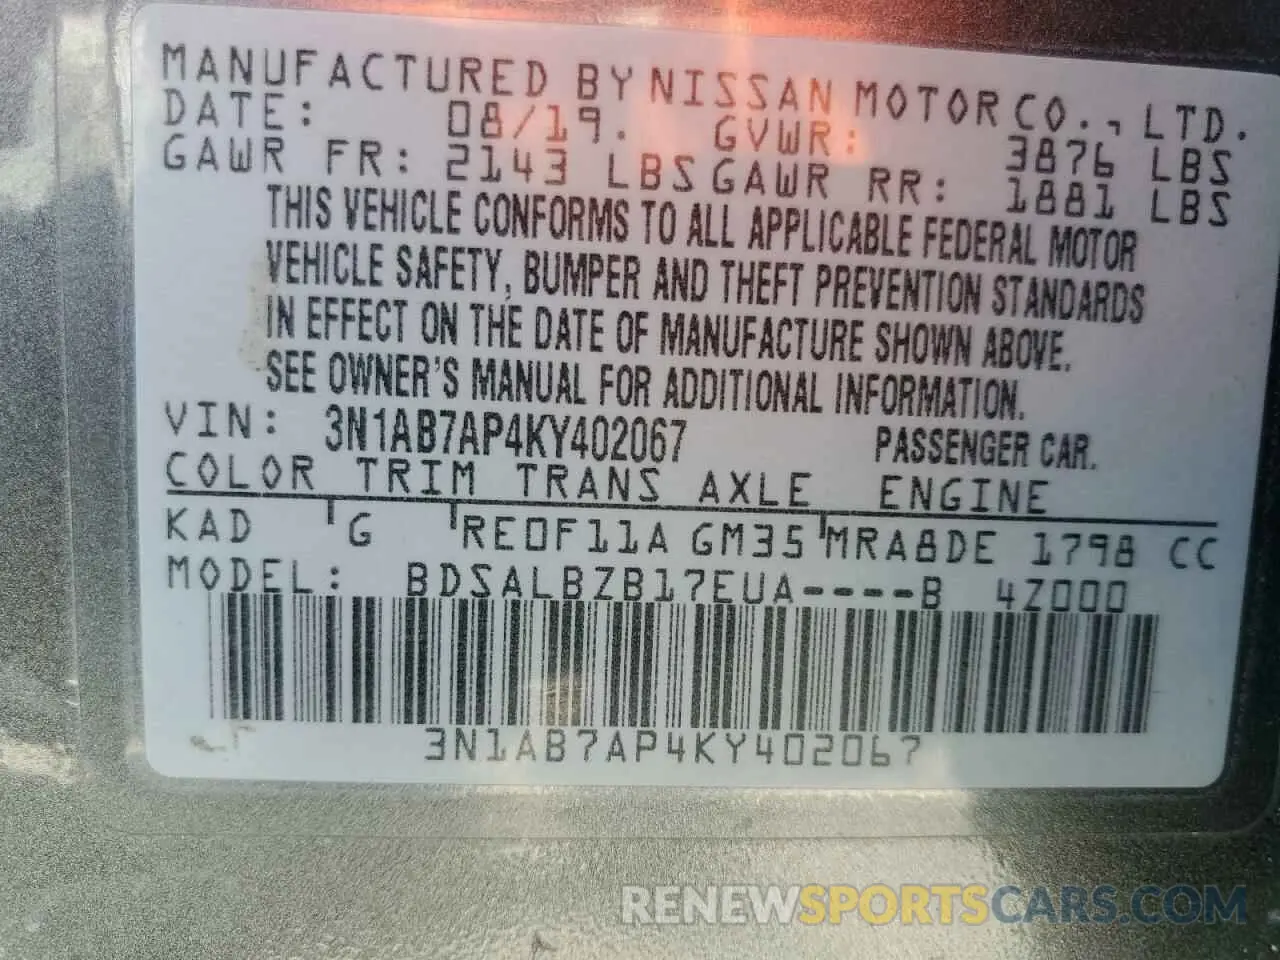 MANUFACTURED BY NISSAN MOTOR CO., LTD.
DATE: 08/19. GVWR: 3876 LBS
GAWR FR: 2143 LBS GAWR RR: 1881 LBS
THIS VEHICLE CONFORMS TO ALL APPLICABLE FEDERAL MOTOR
VEHICLE SAFETY, BUMPER AND THEFT PREVENTION STANDARDS
IN EFFECT ON THE DATE OF MANUFACTURE SHOWN ABOVE.
SEE OWNER'S MANUAL FOR ADDITIONAL INFORMATION.
VIN: 3N1AB7AP4KY402067 PASSENGER CAR.
COLOR TRIM TRANS AXLE ENGINE
KAD G RE0F11A GM35 MRA8DE 1798 CC
MODEL: BDSALBZB17EUA----B 4Z000
3N1AB7AP4KY402067
RENEWSPORTSCARS.COM